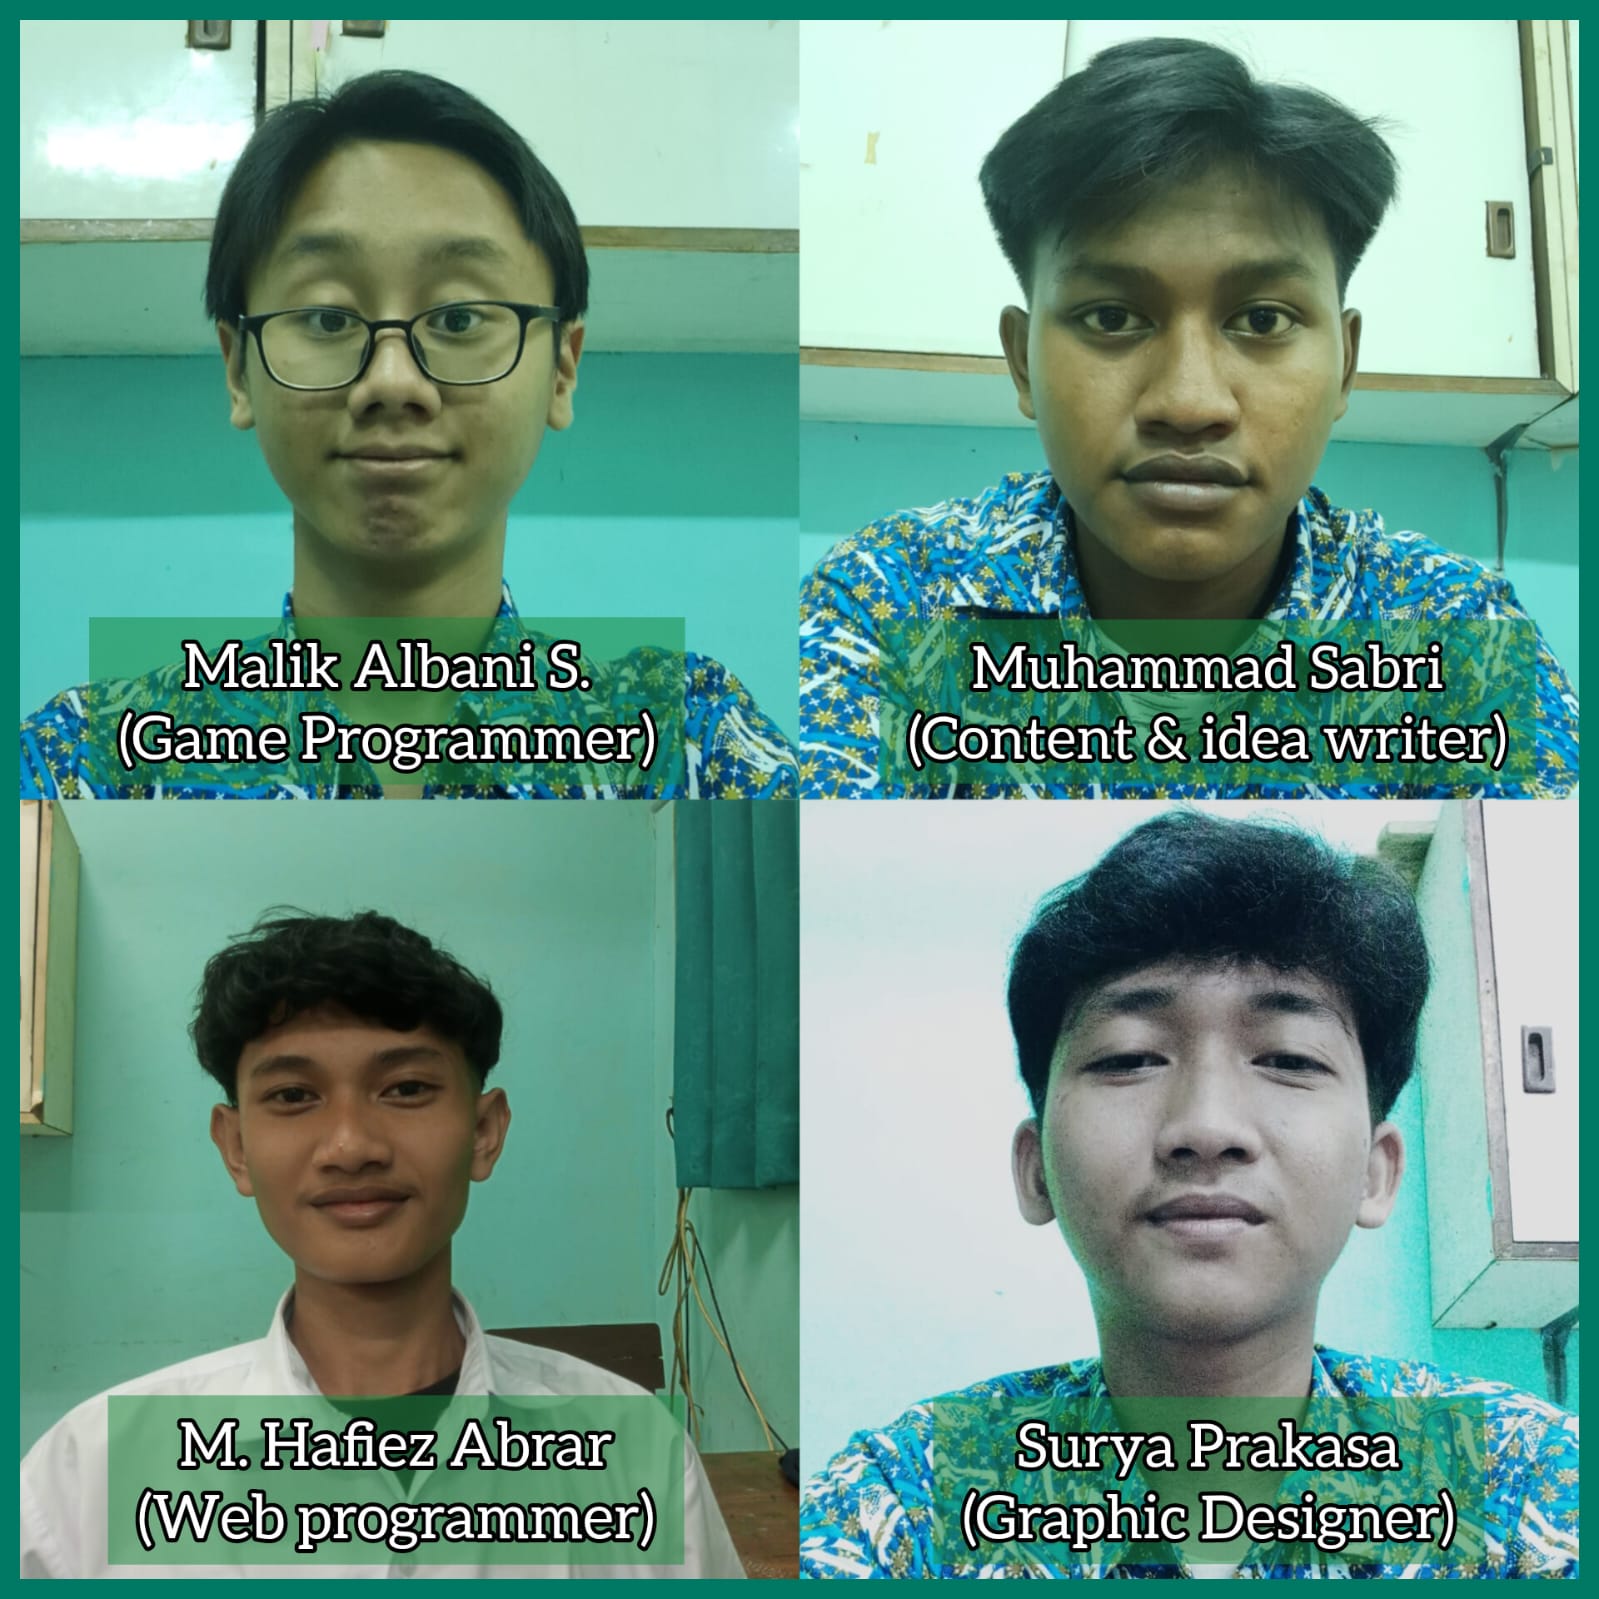 Malik Albani S.
(Game Programmer)
Muhammad Sabri
(Content & idea writer)
M. Hafiez Abrar
(Web programmer)
Surya Prakasa
(Graphic Designer)